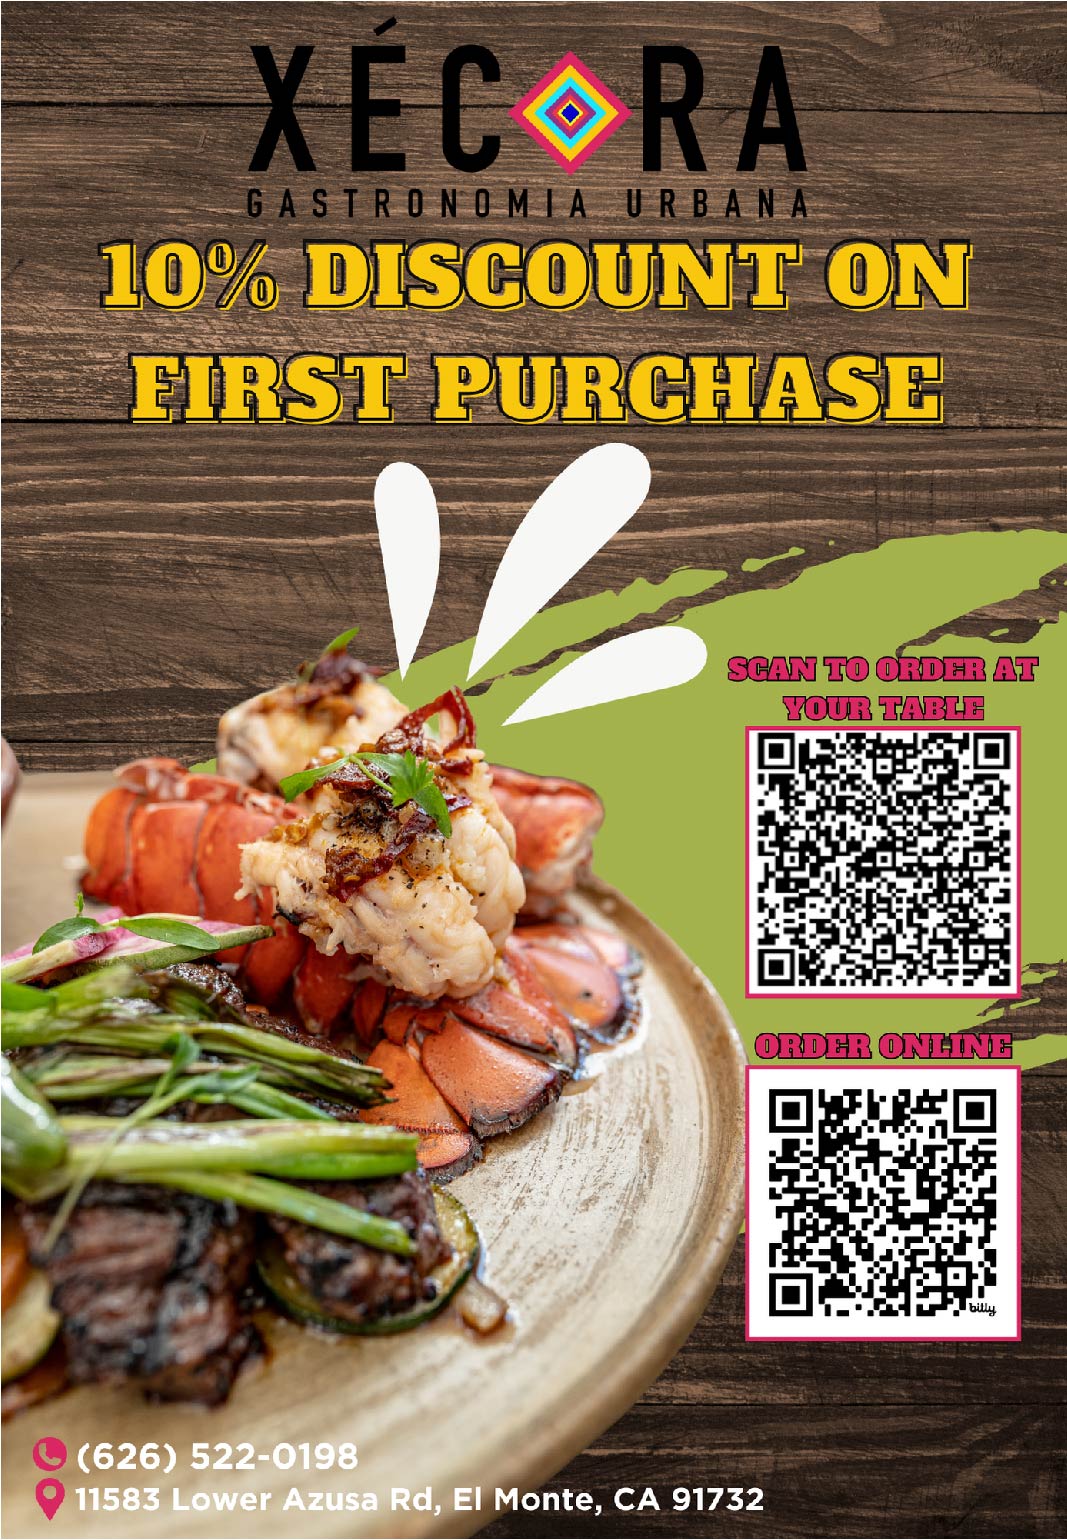 XÉCORA
GASTRONOMIA URBANA
10% DISCOUNT ON
FIRST PURCHASE
SCAN TO ORDER AT
YOUR TABLE
ORDER ONLINE
billy
(626) 522-0198
11583 Lower Azusa Rd, El Monte, CA 91732